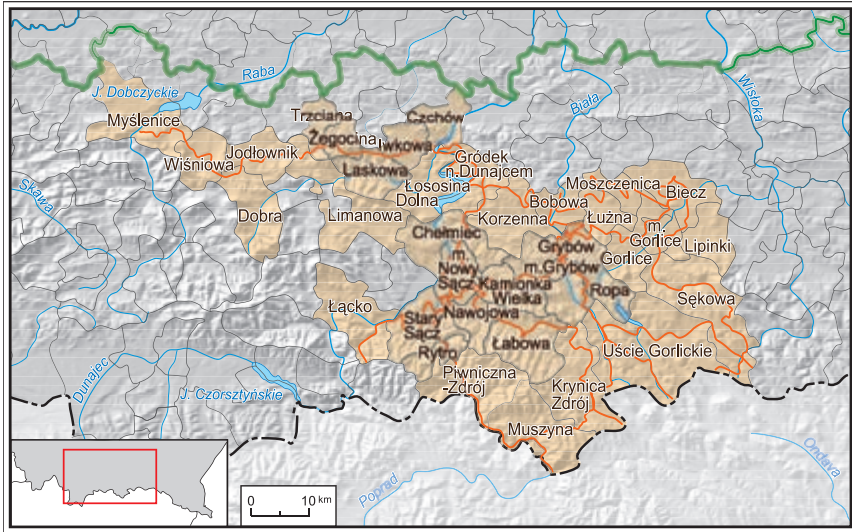 Raba
Wisłoka
J. Dobczyckie
Biała
Myślenice
Trzciana
Czchów
Żegocina
Iwkowa
Jodłownik
Wiśniowa
Laskowa
Gródek
n.Dunajcem
Łososina
Dolna
Moszczenica
Biecz
Skawa
Dobra
Limanowa
Bobowa
Korzenna
Łużna
m.
Gorlice
Lipinki
Chełmiec
Grybów
Gorlice
m.
Nowy
Sącz
m.Grybów
Kamionka
Wielka
Ropa
Sękowa
Łącko
Nawojowa
Stary
Sącz
Łabowa
Uście Gorlickie
Rytro
Dunajec
J. Czorsztyńskie
Piwniczna
-Zdrój
Krynica
Zdrój
Muszyna
Poprad
Ondava
0 10 km